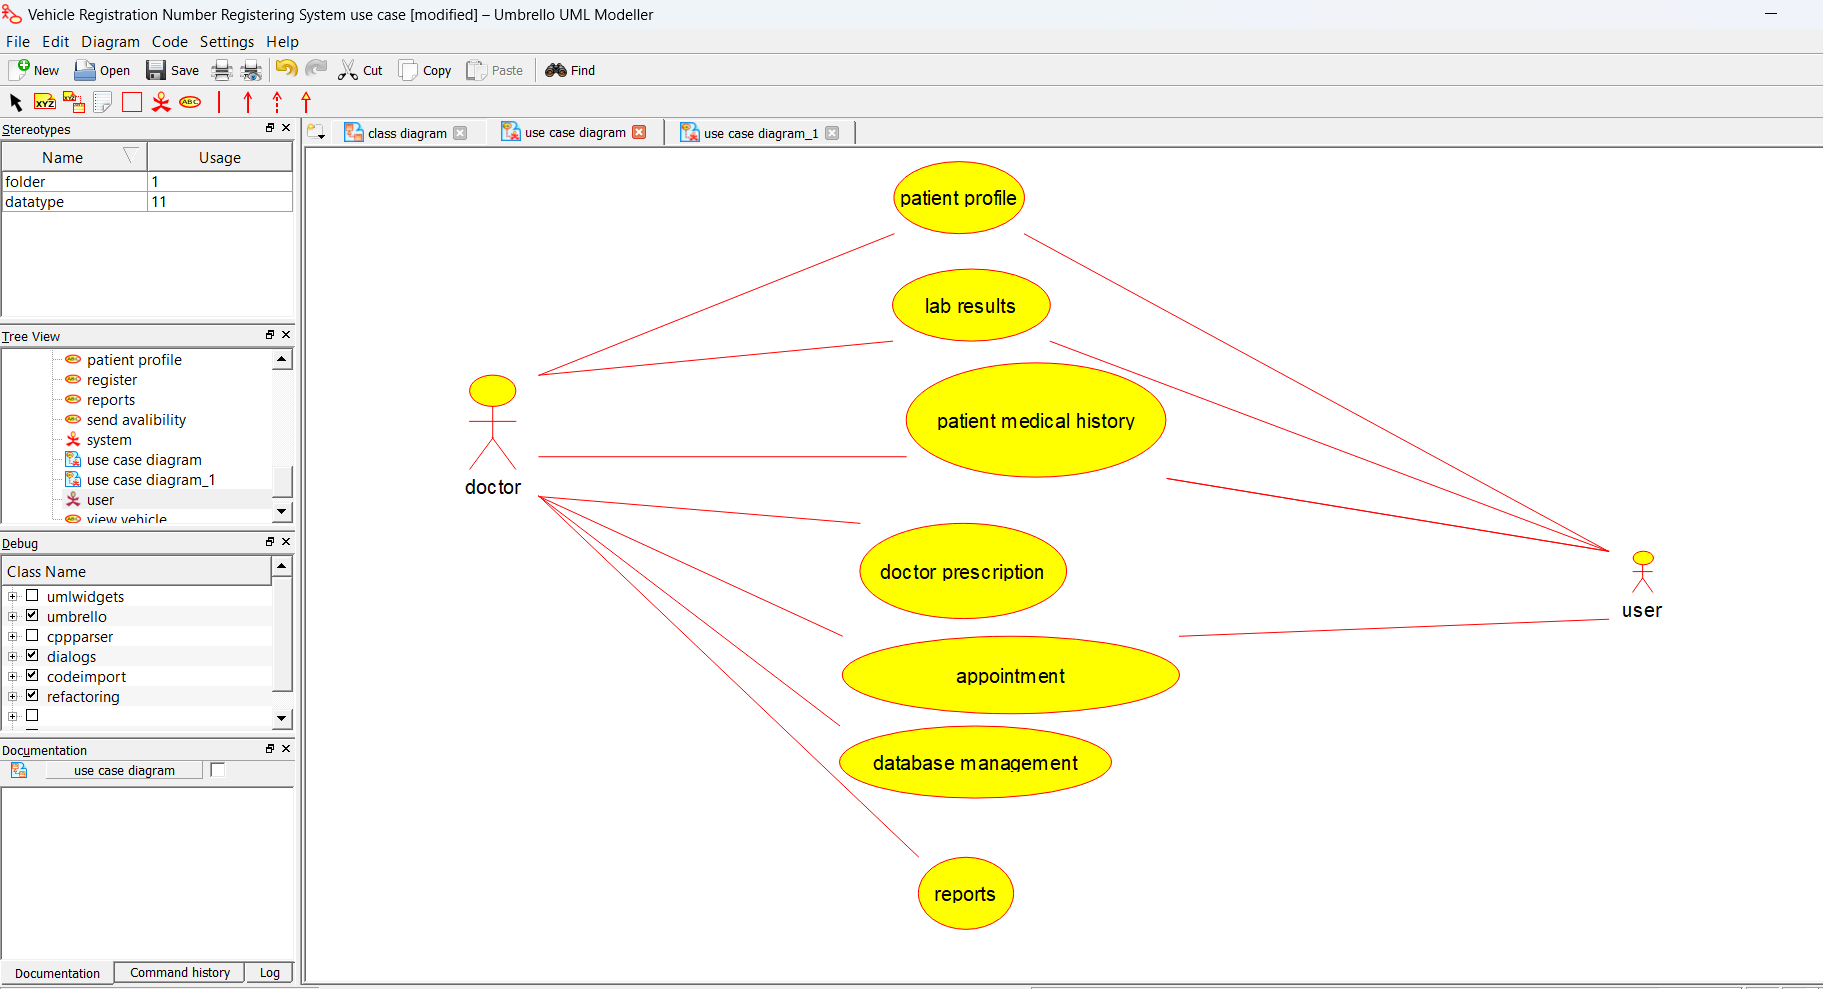 Vehicle Registration Number Registering System use case [modified] – Umbrello UML Modeller
File Edit Diagram Code Settings Help
New Open Save Cut Copy Paste Find
XYZ XYZ ABC
Stereotypes
Name Usage
folder 1
datatype 11
Tree View
patient profile
register
reports
send avalibility
system
use case diagram
use case diagram_1
user
view vehicle
Debug
Class Name
umlwidgets
umbrello
cppparser
dialogs
codeimport
refactoring
Documentation
use case diagram
Documentation Command history Log
class diagram use case diagram use case diagram_1
patient profile
lab results
patient medical history
doctor
doctor prescription
user
appointment
database management
reports